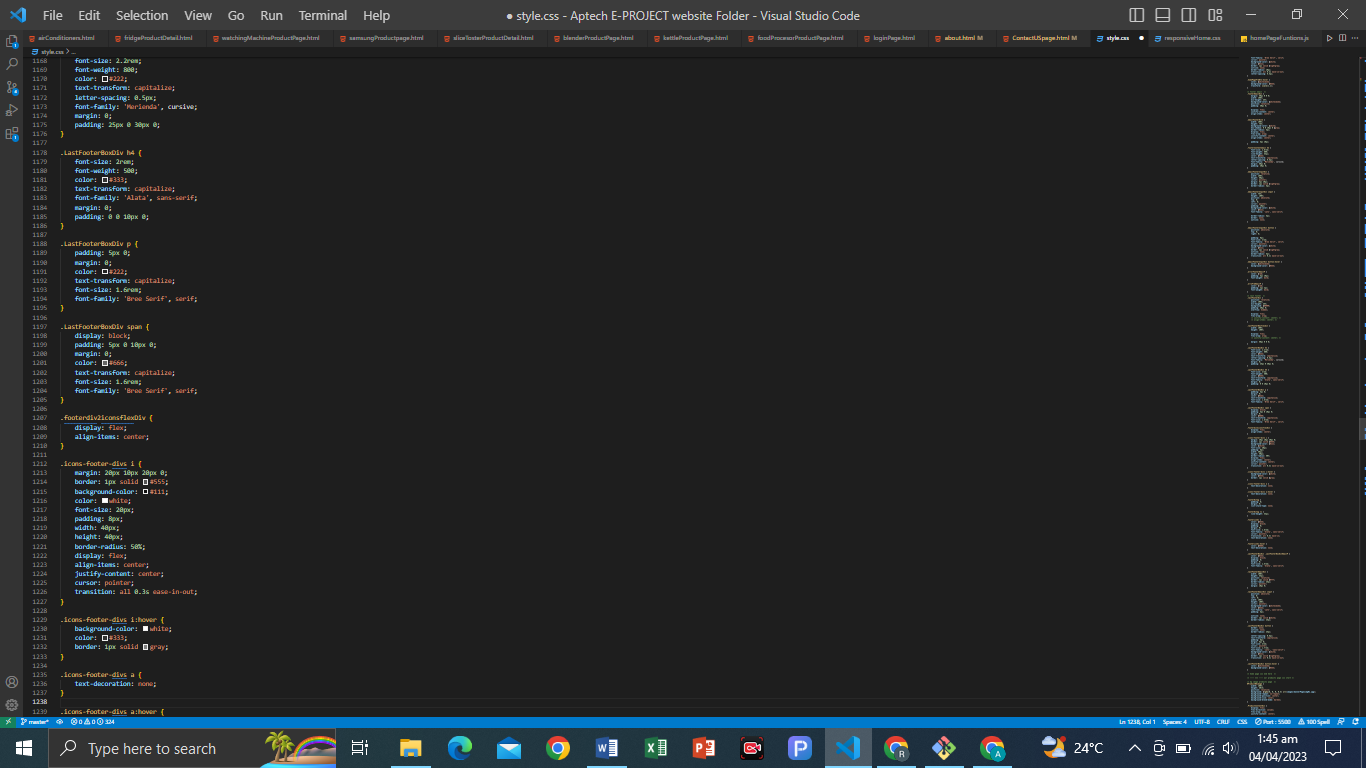 File Edit Selection View Go Run Terminal Help
● style.css - Aptech E-PROJECT website Folder - Visual Studio Code
airConditioners.html fridgeProductDetail.html watchingMachineProductPage.html samsungProductpage.html sliceTosterProductDetail.html blenderProductPage.html kettleProductPage.html foodProcesorProductPage.html loginPage.html about.html M ContactUSpage.html M style.css ● responsiveHome.css homePageFuntions.js
style.css > ...
1168 font-size: 2.2rem;
1169 font-weight: 800;
1170 color: #222;
1171 text-transform: capitalize;
1172 letter-spacing: 0.5px;
1173 font-family: 'Merienda', cursive;
1174 margin: 0;
1175 padding: 25px 0 30px 0;
1176 }
1177
1178 .LastFooterBoxDiv h4 {
1179 font-size: 2rem;
1180 font-weight: 500;
1181 color: #333;
1182 text-transform: capitalize;
1183 font-family: 'Alata', sans-serif;
1184 margin: 0;
1185 padding: 0 0 10px 0;
1186 }
1187
1188 .LastFooterBoxDiv p {
1189 padding: 5px 0;
1190 margin: 0;
1191 color: #222;
1192 text-transform: capitalize;
1193 font-size: 1.6rem;
1194 font-family: 'Bree Serif', serif;
1195 }
1196
1197 .LastFooterBoxDiv span {
1198 display: block;
1199 padding: 5px 0 10px 0;
1200 margin: 0;
1201 color: #666;
1202 text-transform: capitalize;
1203 font-size: 1.6rem;
1204 font-family: 'Bree Serif', serif;
1205 }
1206
1207 .footerdiv2iconsflexDiv {
1208 display: flex;
1209 align-items: center;
1210 }
1211
1212 .icons-footer-divs i {
1213 margin: 20px 10px 20px 0;
1214 border: 1px solid #555;
1215 background-color: #111;
1216 color: white;
1217 font-size: 20px;
1218 padding: 8px;
1219 width: 40px;
1220 height: 40px;
1221 border-radius: 50%;
1222 display: flex;
1223 align-items: center;
1224 justify-content: center;
1225 cursor: pointer;
1226 transition: all 0.3s ease-in-out;
1227 }
1228
1229 .icons-footer-divs i:hover {
1230 background-color: white;
1231 color: #333;
1232 border: 1px solid gray;
1233 }
1234
1235 .icons-footer-divs a {
1236 text-decoration: none;
1237 }
1238
1239 .icons-footer-divs a:hover {
master* 0 0 324 Ln 1238, Col 1 Spaces: 4 UTF-8 CRLF CSS Port : 5500 100 Spell
Type here to search 24°C 1:45 am
04/04/2023